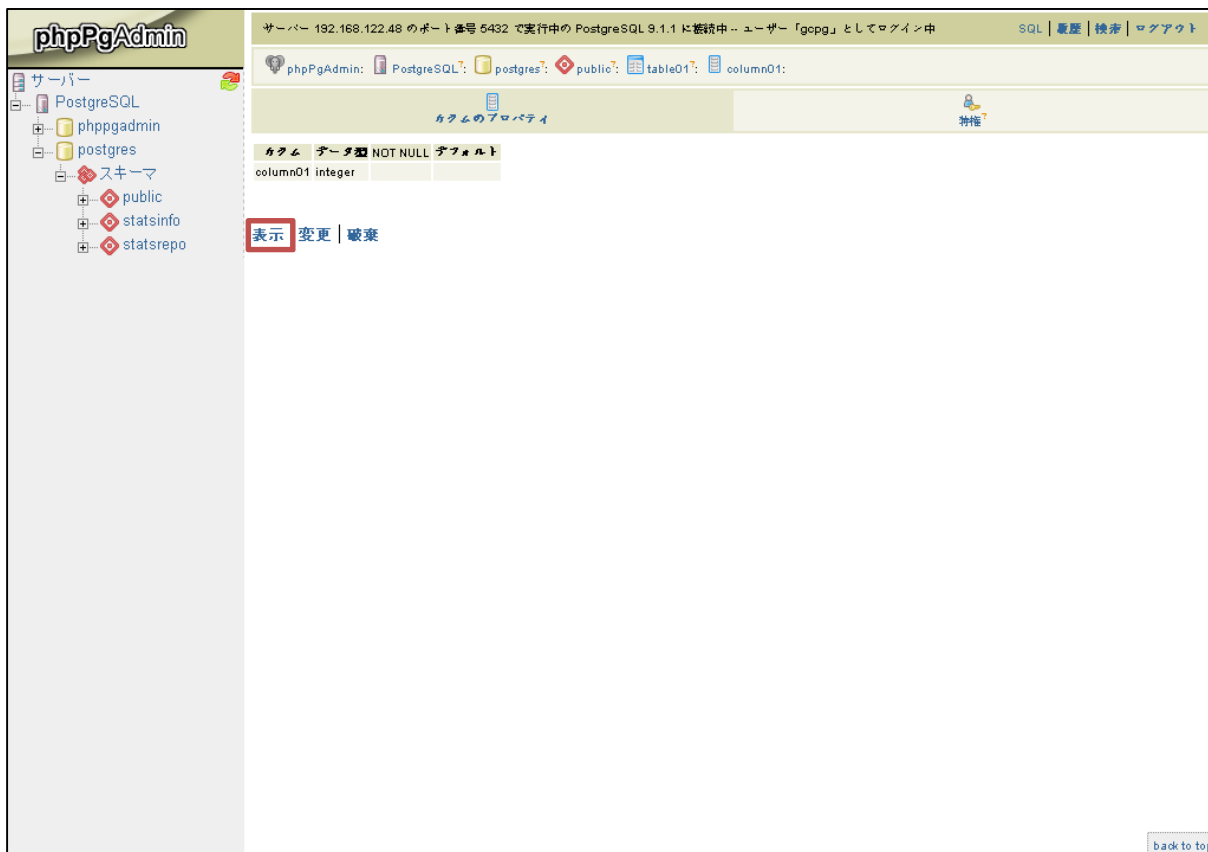 phpPgAdmin
サーバー 192.168.122.48 のポート番号 5432 で実行中の PostgreSQL 9.1.1 に接続中 -- ユーザー「gopg」としてログイン中
SQL | 履歴 | 検索 | ログアウト
phpPgAdmin: PostgreSQL?: postgres?: public?: table01?: column01:
カラムのプロパティ
特権?
カラム データ型 NOT NULL デフォルト
column01 integer
表示 変更 | 破棄
サーバー
PostgreSQL
phppgadmin
postgres
スキーマ
public
statsinfo
statsrepo
back to top